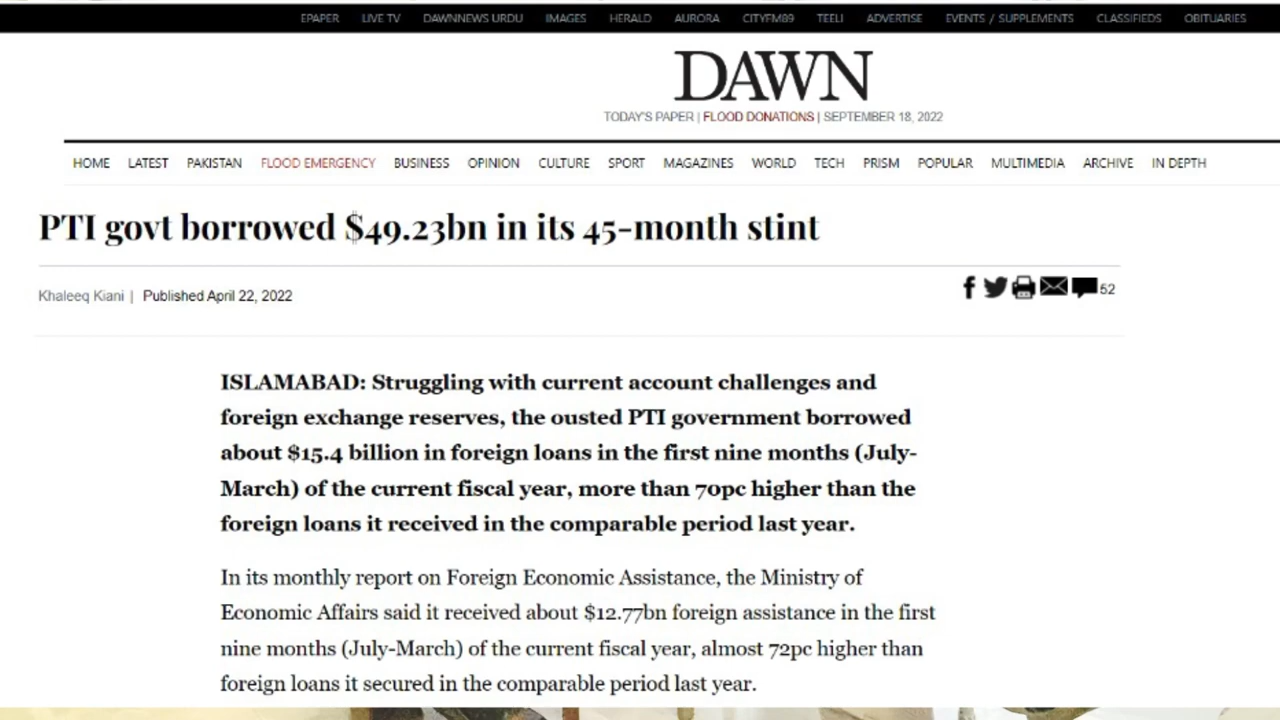 EPAPER LIVE TV DAWNNEWS URDU IMAGES HERALD AURORA CITYFM89 TEELI ADVERTISE EVENTS / SUPPLEMENTS CLASSIFIEDS OBITUARIES
DAWN
TODAY'S PAPER | FLOOD DONATIONS | SEPTEMBER 18, 2022
HOME LATEST PAKISTAN FLOOD EMERGENCY BUSINESS OPINION CULTURE SPORT MAGAZINES WORLD TECH PRISM POPULAR MULTIMEDIA ARCHIVE IN DEPTH
PTI govt borrowed $49.23bn in its 45-month stint
Khaleeq Kiani | Published April 22, 2022 52
ISLAMABAD: Struggling with current account challenges and
foreign exchange reserves, the ousted PTI government borrowed
about $15.4 billion in foreign loans in the first nine months (July-
March) of the current fiscal year, more than 70pc higher than the
foreign loans it received in the comparable period last year.
In its monthly report on Foreign Economic Assistance, the Ministry of
Economic Affairs said it received about $12.77bn foreign assistance in the first
nine months (July-March) of the current fiscal year, almost 72pc higher than
foreign loans it secured in the comparable period last year.